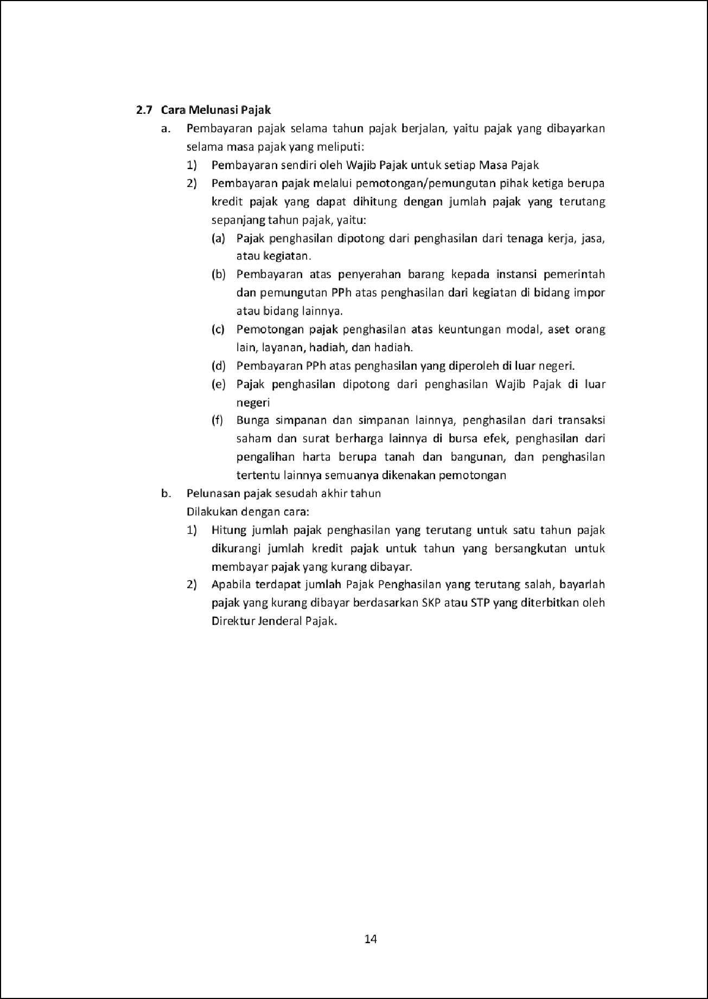 2.7 Cara Melunasi Pajak
a. Pembayaran pajak selama tahun pajak berjalan, yaitu pajak yang dibayarkan
selama masa pajak yang meliputi:
1) Pembayaran sendiri oleh Wajib Pajak untuk setiap Masa Pajak
2) Pembayaran pajak melalui pemotongan/pemungutan pihak ketiga berupa
kredit pajak yang dapat dihitung dengan jumlah pajak yang terutang
sepanjang tahun pajak, yaitu:
(a) Pajak penghasilan dipotong dari penghasilan dari tenaga kerja, jasa,
atau kegiatan.
(b) Pembayaran atas penyerahan barang kepada instansi pemerintah
dan pemungutan PPh atas penghasilan dari kegiatan di bidang impor
atau bidang lainnya.
(c) Pemotongan pajak penghasilan atas keuntungan modal, aset orang
lain, layanan, hadiah, dan hadiah.
(d) Pembayaran PPh atas penghasilan yang diperoleh di luar negeri.
(e) Pajak penghasilan dipotong dari penghasilan Wajib Pajak di luar
negeri
(f) Bunga simpanan dan simpanan lainnya, penghasilan dari transaksi
saham dan surat berharga lainnya di bursa efek, penghasilan dari
pengalihan harta berupa tanah dan bangunan, dan penghasilan
tertentu lainnya semuanya dikenakan pemotongan
b. Pelunasan pajak sesudah akhir tahun
Dilakukan dengan cara:
1) Hitung jumlah pajak penghasilan yang terutang untuk satu tahun pajak
dikurangi jumlah kredit pajak untuk tahun yang bersangkutan untuk
membayar pajak yang kurang dibayar.
2) Apabila terdapat jumlah Pajak Penghasilan yang terutang salah, bayarlah
pajak yang kurang dibayar berdasarkan SKP atau STP yang diterbitkan oleh
Direktur Jenderal Pajak.
14